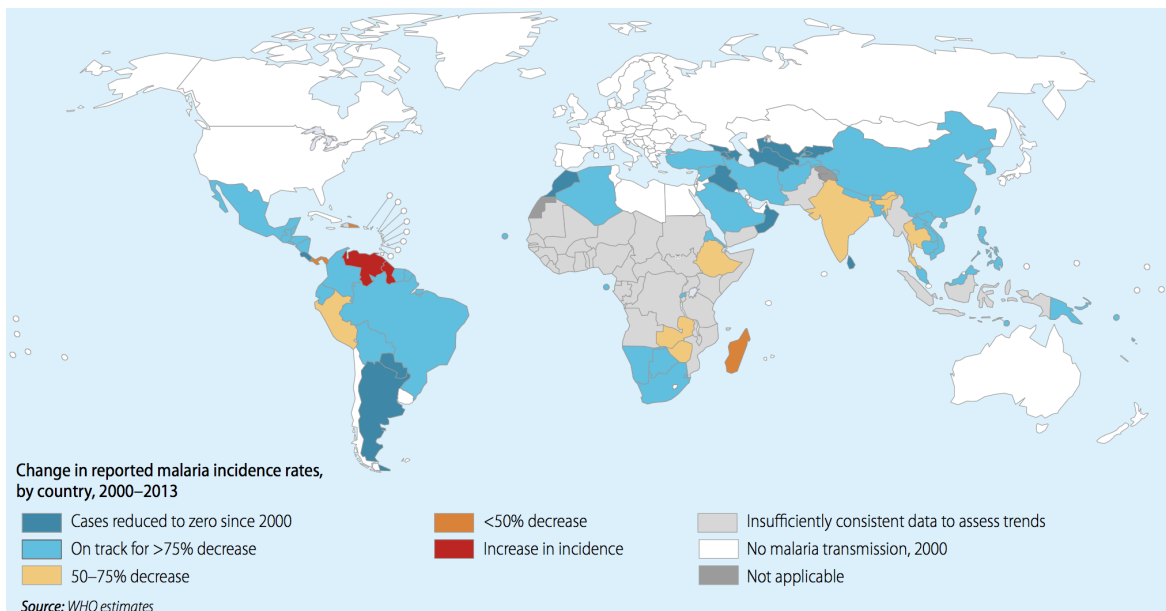 Change in reported malaria incidence rates,
by country, 2000–2013
Cases reduced to zero since 2000
On track for >75% decrease
50–75% decrease
<50% decrease
Increase in incidence
Insufficiently consistent data to assess trends
No malaria transmission, 2000
Not applicable
Source: WHO estimates